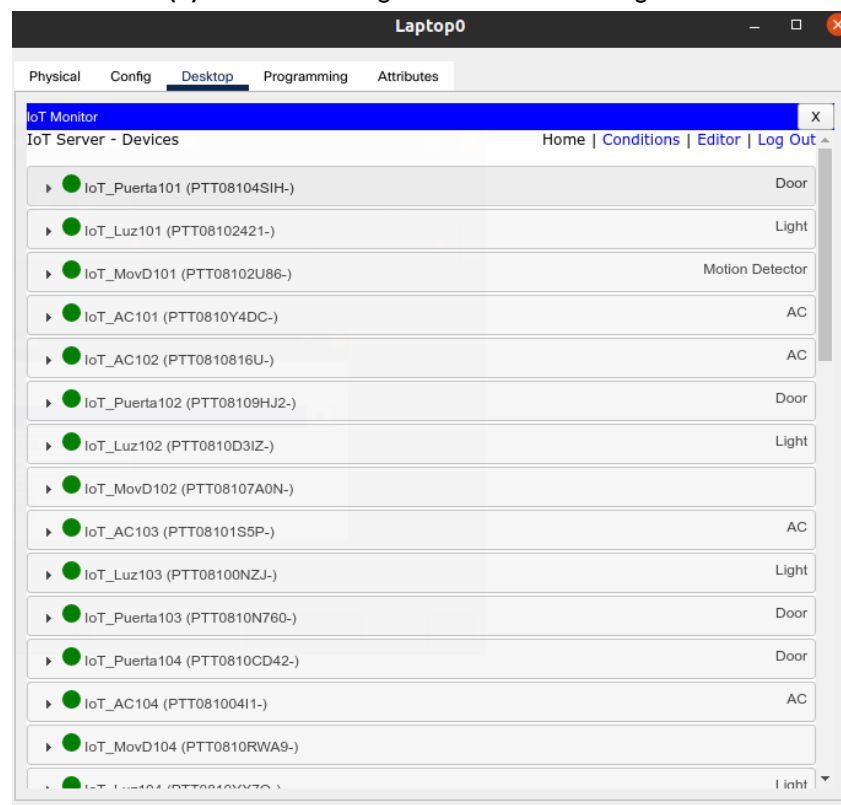 Laptop0
Physical Config Desktop Programming Attributes
IoT Monitor X
IoT Server - Devices Home | Conditions | Editor | Log Out
IoT_Puerta101 (PTT08104SIH-) Door
IoT_Luz101 (PTT08102421-) Light
IoT_MovD101 (PTT08102U86-) Motion Detector
IoT_AC101 (PTT0810Y4DC-) AC
IoT_AC102 (PTT0810816U-) AC
IoT_Puerta102 (PTT08109HJ2-) Door
IoT_Luz102 (PTT0810D3IZ-) Light
IoT_MovD102 (PTT08107A0N-)
IoT_AC103 (PTT08101S5P-) AC
IoT_Luz103 (PTT08100NZJ-) Light
IoT_Puerta103 (PTT0810N760-) Door
IoT_Puerta104 (PTT0810CD42-) Door
IoT_AC104 (PTT081004I1-) AC
IoT_MovD104 (PTT0810RWA9-)
Light